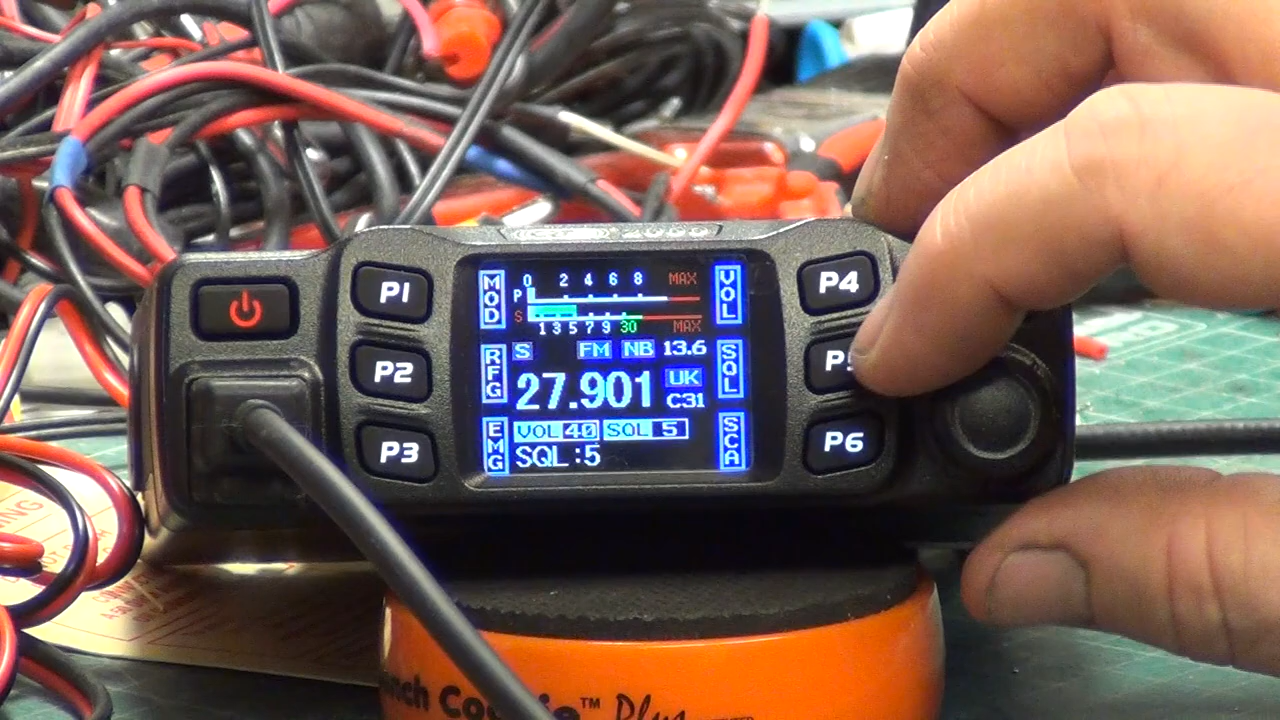 P1
P2
P3
MOD
RFG
EMG
0 2 4 6 8 MAX
P
S
1 3 5 7 9 30 MAX
S FM NB 13.6
27.901 UK
C31
VOL 40 SQL 5
SQL :5
VOL
SQL
SCA
P4
P5
P6
Plus
TM